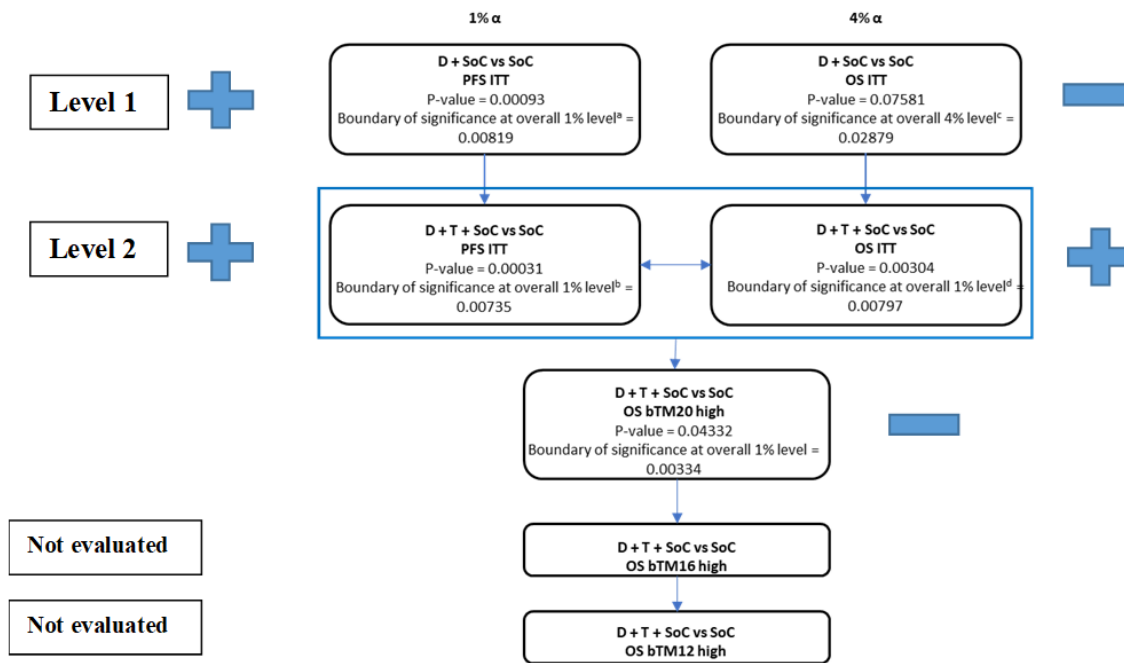 1% α
4% α
Level 1
D + SoC vs SoC
PFS ITT
P-value = 0.00093
Boundary of significance at overall 1% levelᵃ =
0.00819
D + SoC vs SoC
OS ITT
P-value = 0.07581
Boundary of significance at overall 4% levelᶜ =
0.02879
Level 2
D + T + SoC vs SoC
PFS ITT
P-value = 0.00031
Boundary of significance at overall 1% levelᵇ =
0.00735
D + T + SoC vs SoC
OS ITT
P-value = 0.00304
Boundary of significance at overall 1% levelᵈ =
0.00797
D + T + SoC vs SoC
OS bTM20 high
P-value = 0.04332
Boundary of significance at overall 1% level =
0.00334
Not evaluated
D + T + SoC vs SoC
OS bTM16 high
Not evaluated
D + T + SoC vs SoC
OS bTM12 high